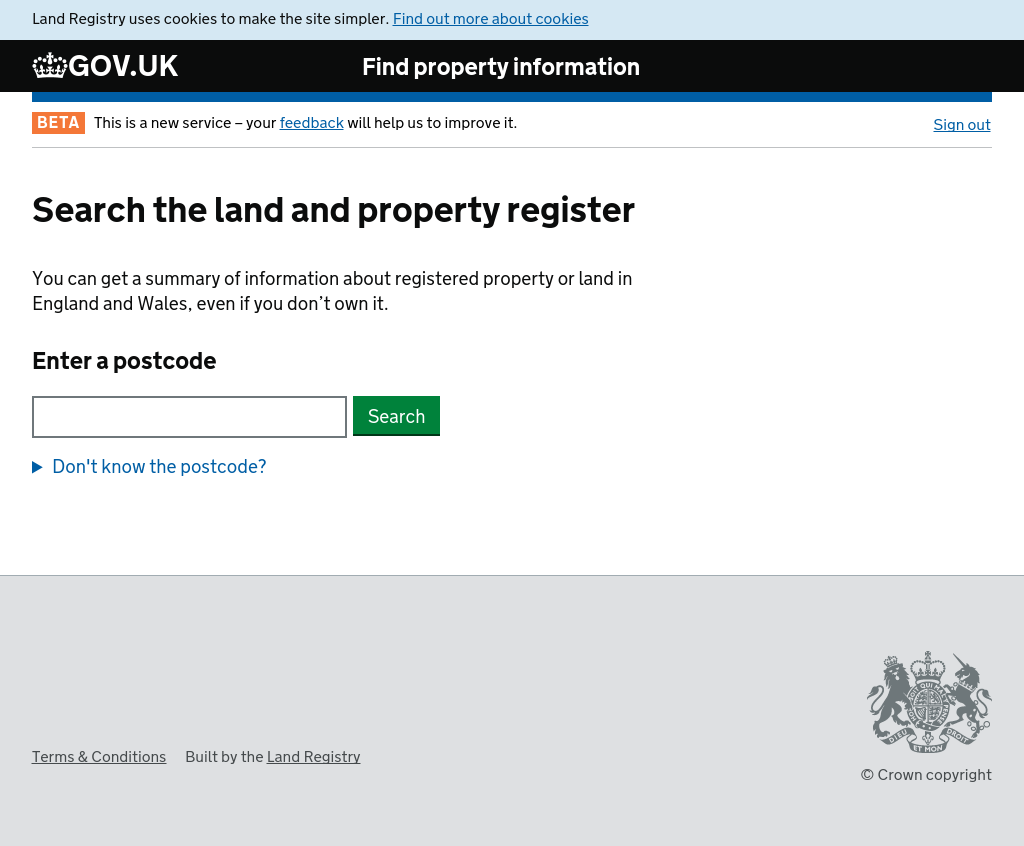 Land Registry uses cookies to make the site simpler. Find out more about cookies
GOV.UK
Find property information
BETA This is a new service – your feedback will help us to improve it.
Sign out
Search the land and property register
You can get a summary of information about registered property or land in
England and Wales, even if you don’t own it.
Enter a postcode
Search
Don't know the postcode?
DIEU ET MON DROIT
Terms & Conditions
Built by the Land Registry
© Crown copyright